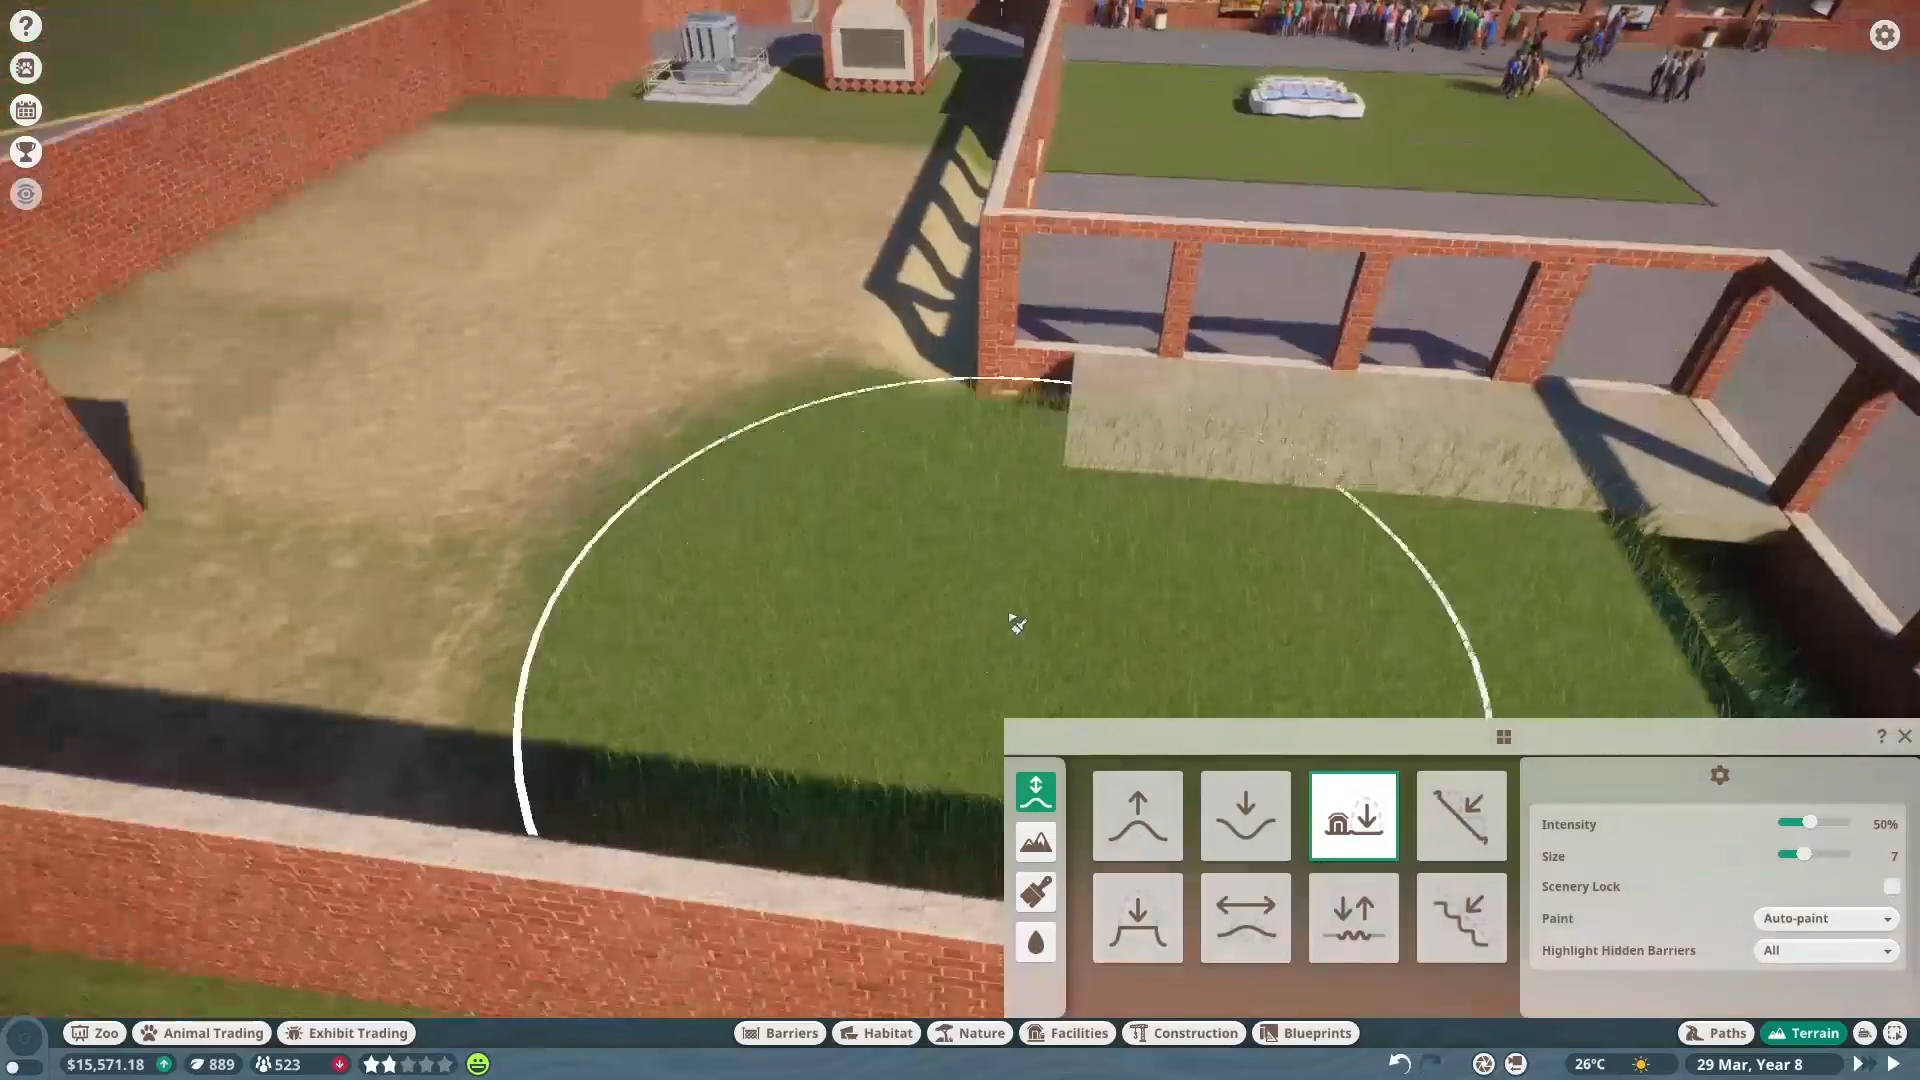 ?
? ×
Intensity 50%
Size 7
Scenery Lock
Paint Auto-paint
Highlight Hidden Barriers All
Zoo Animal Trading Exhibit Trading Barriers Habitat Nature Facilities Construction Blueprints Paths Terrain
$15,571.18 889 523 26°C 29 Mar, Year 8